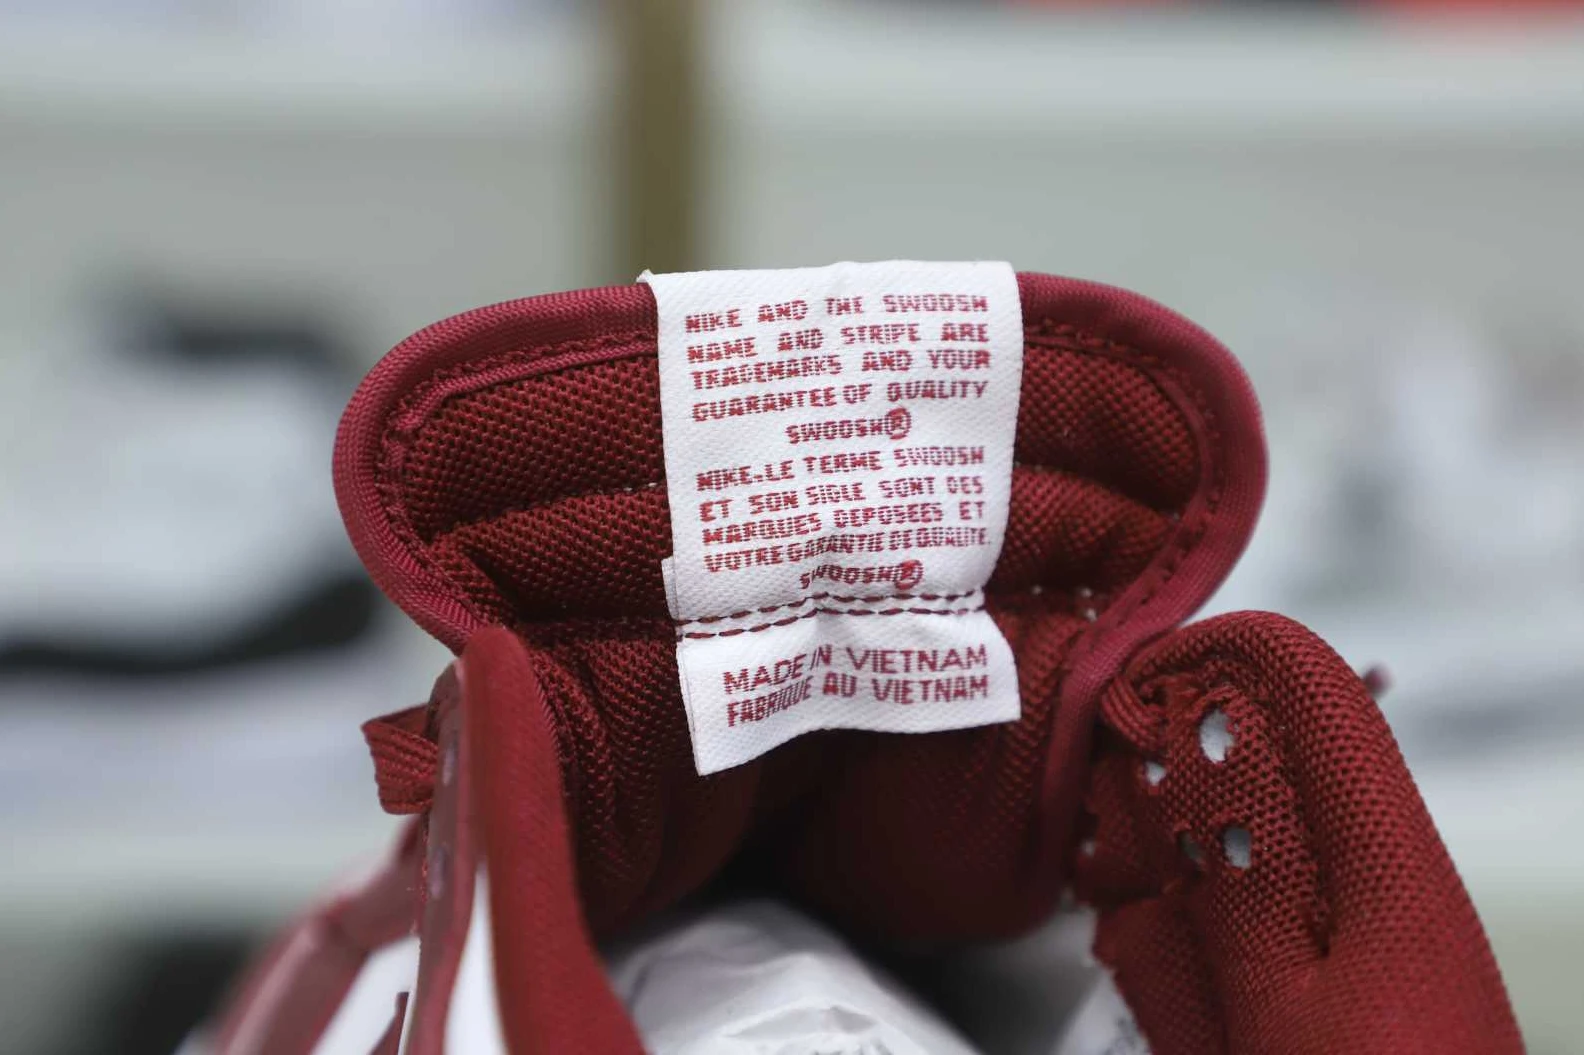 NIKE AND THE SWOOSH
NAME AND STRIPE ARE
TRADEMARKS AND YOUR
GUARANTEE OF QUALITY
SWOOSH®
NIKE-LE TERME SWOOSH
ET SON SIGLE SONT DES
MARQUES DEPOSEES ET
VOTRE GARANTIE DE QUALITE.
SWOOSH®
MADE IN VIETNAM
FABRIQUE AU VIETNAM